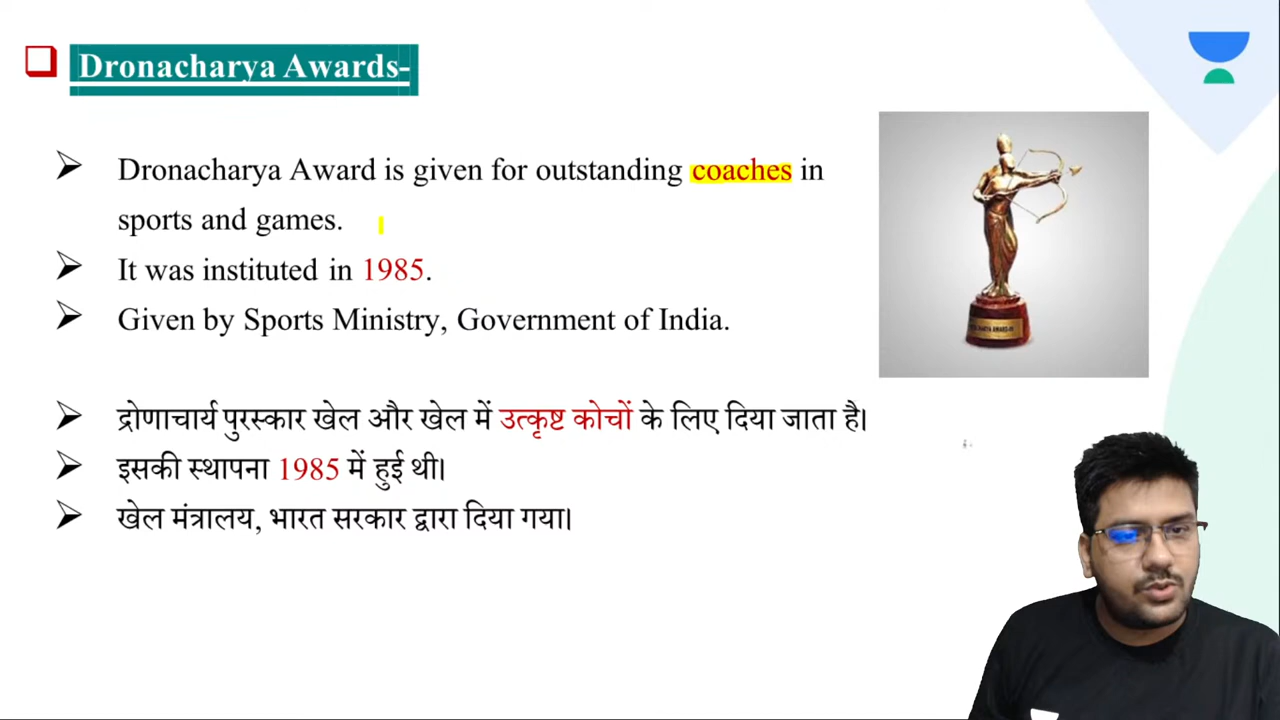 Dronacharya Awards-
Dronacharya Award is given for outstanding coaches in
sports and games.
It was instituted in 1985.
Given by Sports Ministry, Government of India.
द्रोणाचार्य पुरस्कार खेल और खेल में उत्कृष्ट कोचों के लिए दिया जाता है।
इसकी स्थापना 1985 में हुई थी।
खेल मंत्रालय, भारत सरकार द्वारा दिया गया।